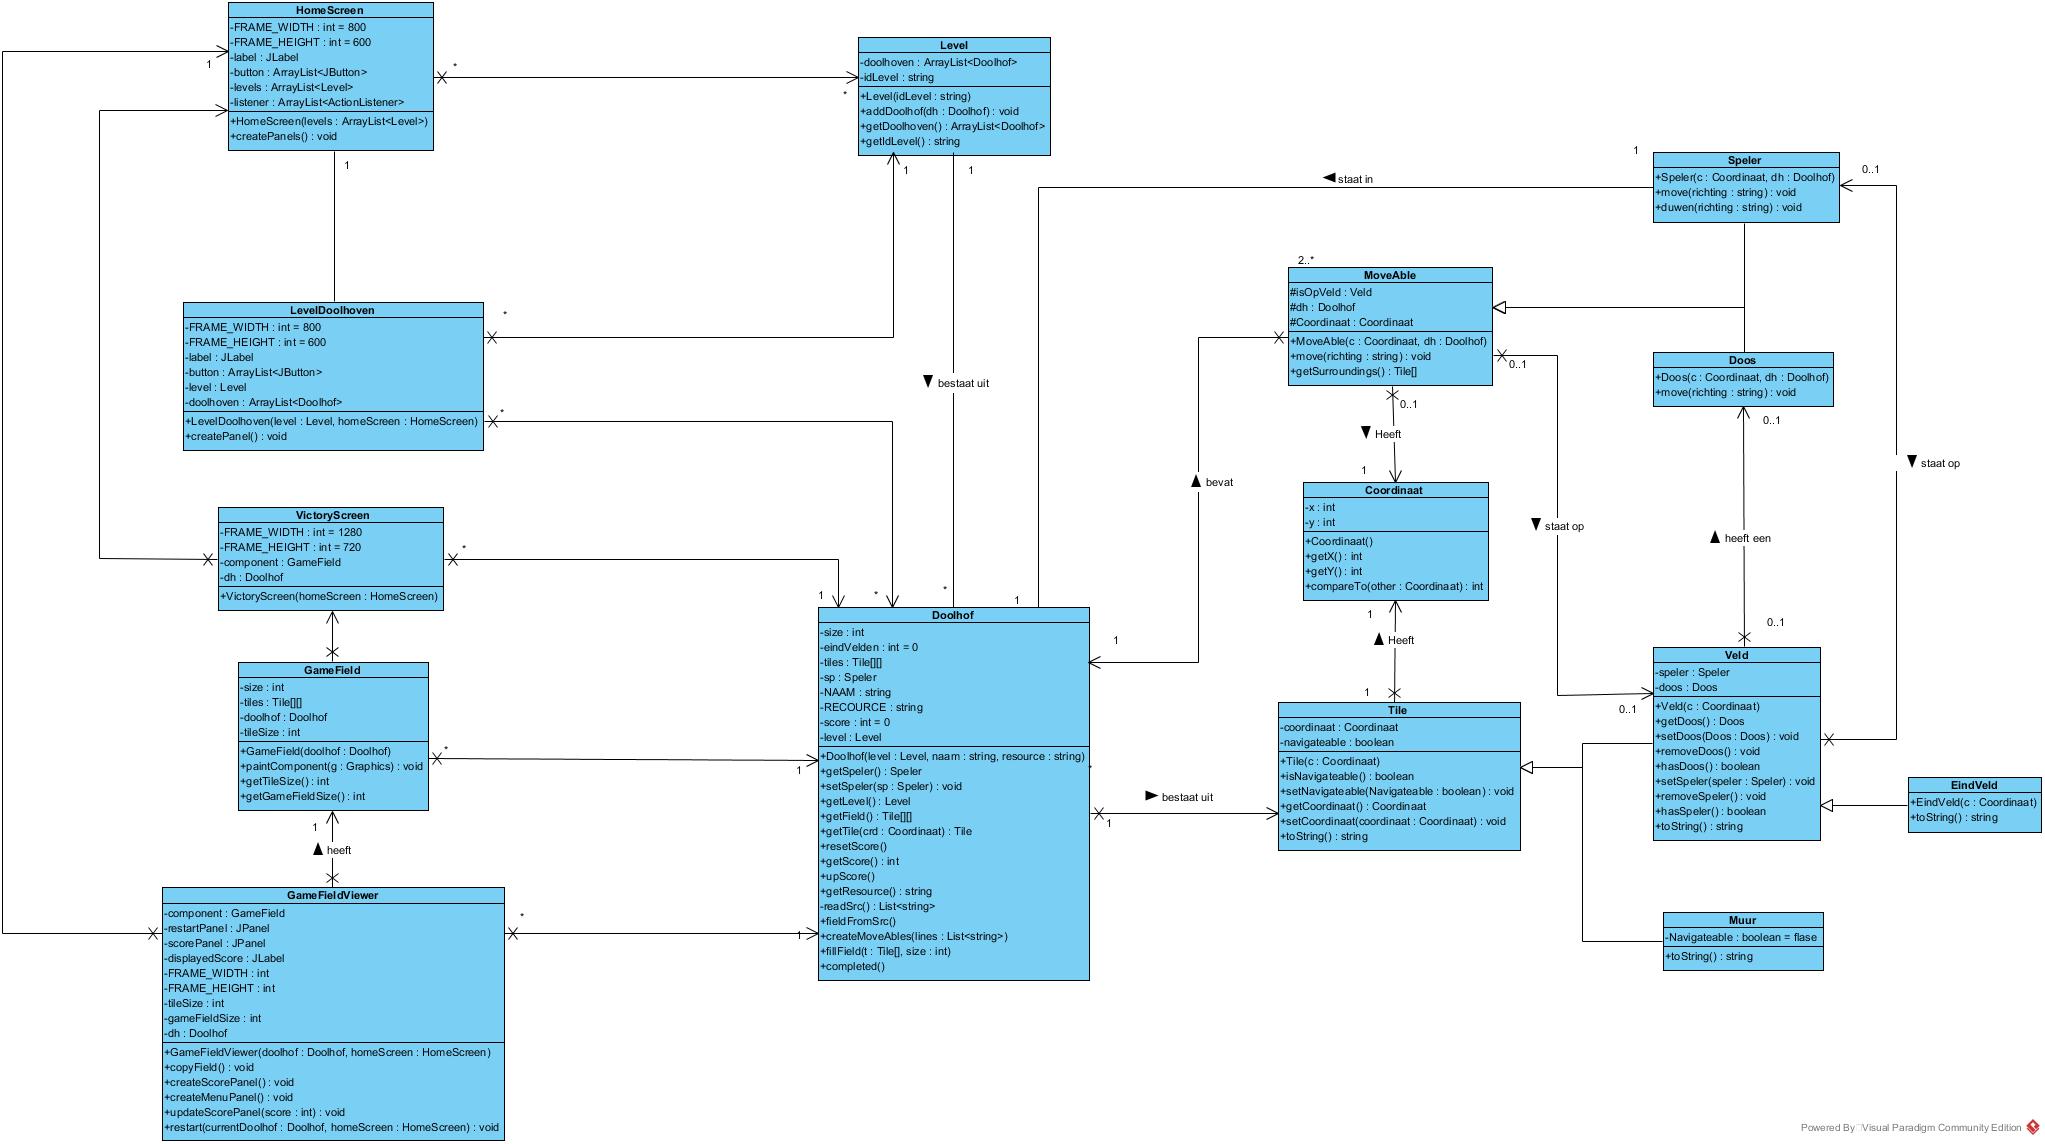 HomeScreen
-FRAME_WIDTH : int = 800
-FRAME_HEIGHT : int = 600
-label : JLabel
-button : ArrayList<JButton>
-levels : ArrayList<Level>
-listener : ArrayList<ActionListener>
+HomeScreen(levels : ArrayList<Level>)
+createPanels() : void
1
1
*
*
Level
-doolhoven : ArrayList<Doolhof>
-idLevel : string
+Level(idLevel : string)
+addDoolhof(dh : Doolhof) : void
+getDoolhoven() : ArrayList<Doolhof>
+getIdLevel() : string
1
1
bestaat uit
*
LevelDoolhoven
-FRAME_WIDTH : int = 800
-FRAME_HEIGHT : int = 600
-label : JLabel
-button : ArrayList<JButton>
-level : Level
-doolhoven : ArrayList<Doolhof>
+LevelDoolhoven(level : Level, homeScreen : HomeScreen)
+createPanel() : void
*
*
*
VictoryScreen
-FRAME_WIDTH : int = 1280
-FRAME_HEIGHT : int = 720
-component : GameField
-dh : Doolhof
+VictoryScreen(homeScreen : HomeScreen)
*
1
GameField
-size : int
-tiles : Tile[][]
-doolhof : Doolhof
-tileSize : int
+GameField(doolhof : Doolhof)
+paintComponent(g : Graphics) : void
+getTileSize() : int
+getGameFieldSize() : int
*
1
1
heeft
GameFieldViewer
-component : GameField
-restartPanel : JPanel
-scorePanel : JPanel
-displayedScore : JLabel
-FRAME_WIDTH : int
-FRAME_HEIGHT : int
-tileSize : int
-gameFieldSize : int
-dh : Doolhof
+GameFieldViewer(doolhof : Doolhof, homeScreen : HomeScreen)
+copyField() : void
+createScorePanel() : void
+createMenuPanel() : void
+updateScorePanel(score : int) : void
+restart(currentDoolhof : Doolhof, homeScreen : HomeScreen) : void
*
1
Doolhof
-size : int
-eindVelden : int = 0
-tiles : Tile[][]
-sp : Speler
-NAAM : string
-RECOURCE : string
-score : int = 0
-level : Level
+Doolhof(level : Level, naam : string, resource : string)
+getSpeler() : Speler
+setSpeler(sp : Speler) : void
+getLevel() : Level
+getField() : Tile[][]
+getTile(crd : Coordinaat) : Tile
+resetScore()
+getScore() : int
+upScore()
+getResource() : string
-readSrc() : List<string>
+fieldFromSrc()
+createMoveAbles(lines : List<string>)
+fillField(t : Tile[], size : int)
+completed()
1
staat in
1
Speler
+Speler(c : Coordinaat, dh : Doolhof)
+move(richting : string) : void
+duwen(richting : string) : void
0..1
2..*
MoveAble
#isOpVeld : Veld
#dh : Doolhof
#Coordinaat : Coordinaat
+MoveAble(c : Coordinaat, dh : Doolhof)
+move(richting : string) : void
+getSurroundings() : Tile[]
0..1
0..1
Heeft
1
bevat
1
Doos
+Doos(c : Coordinaat, dh : Doolhof)
+move(richting : string) : void
0..1
staat op
Coordinaat
-x : int
-y : int
+Coordinaat()
+getX() : int
+getY() : int
+compareTo(other : Coordinaat) : int
staat op
heeft een
0..1
1
Heeft
1
0..1
Tile
-coordinaat : Coordinaat
-navigateable : boolean
+Tile(c : Coordinaat)
+isNavigateable() : boolean
+setNavigateable(Navigateable : boolean) : void
+getCoordinaat() : Coordinaat
+setCoordinaat(coordinaat : Coordinaat) : void
+toString() : string
*
bestaat uit
1
Veld
-speler : Speler
-doos : Doos
+Veld(c : Coordinaat)
+getDoos() : Doos
+setDoos(Doos : Doos) : void
+removeDoos() : void
+hasDoos() : boolean
+setSpeler(speler : Speler) : void
+removeSpeler() : void
+hasSpeler() : boolean
+toString() : string
EindVeld
+EindVeld(c : Coordinaat)
+toString() : string
Muur
-Navigateable : boolean = flase
+toString() : string
Powered By Visual Paradigm Community Edition